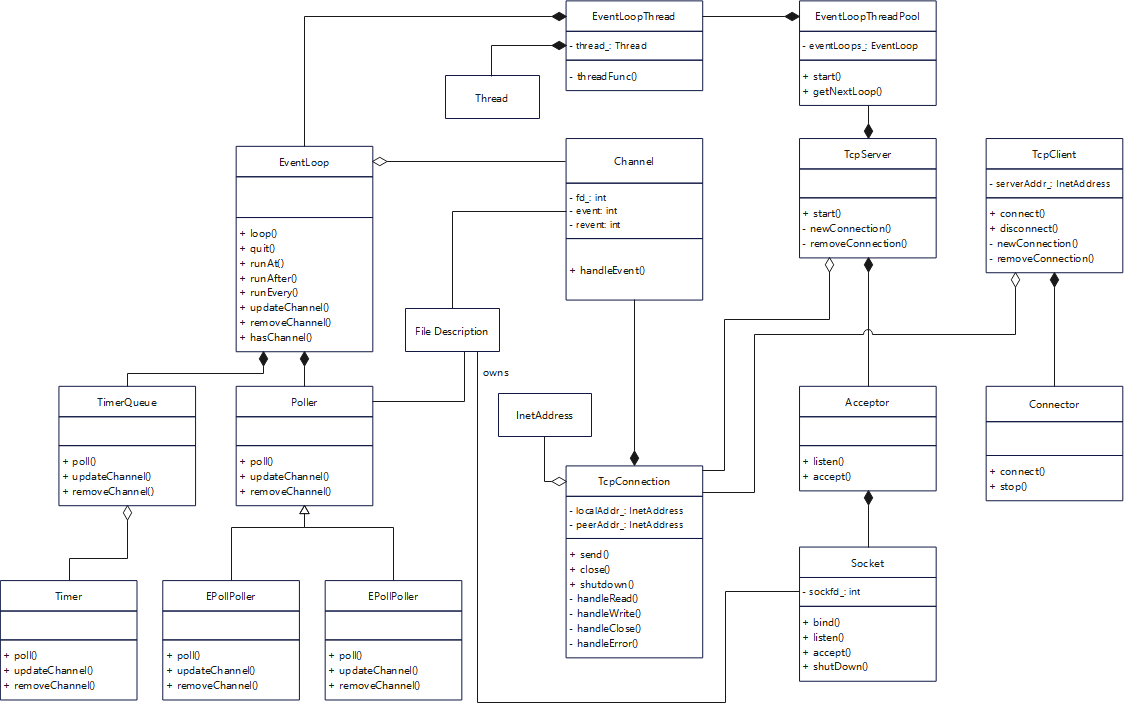 EventLoopThread
- thread_: Thread
- threadFunc()
EventLoopThreadPool
- eventLoops_: EventLoop
+ start()
+ getNextLoop()
Thread
EventLoop
+ loop()
+ quit()
+ runAt()
+ runAfter()
+ runEvery()
+ updateChannel()
+ removeChannel()
+ hasChannel()
Channel
- fd_: int
- event: int
- revent: int
+ handleEvent()
TcpServer
+ start()
- newConnection()
- removeConnection()
TcpClient
- serverAddr_: InetAddress
+ connect()
+ disconnect()
- newConnection()
- removeConnection()
File Description
owns
TimerQueue
+ poll()
+ updateChannel()
+ removeChannel()
Poller
+ poll()
+ updateChannel()
+ removeChannel()
InetAddress
TcpConnection
- localAddr_: InetAddress
- peerAddr_: InetAddress
+ send()
+ close()
+ shutdown()
- handleRead()
- handleWrite()
- handleClose()
- handleError()
Acceptor
+ listen()
+ accept()
Connector
+ connect()
+ stop()
Timer
+ poll()
+ updateChannel()
+ removeChannel()
EPollPoller
+ poll()
+ updateChannel()
+ removeChannel()
EPollPoller
+ poll()
+ updateChannel()
+ removeChannel()
Socket
- sockfd_: int
+ bind()
+ listen()
+ accept()
+ shutDown()